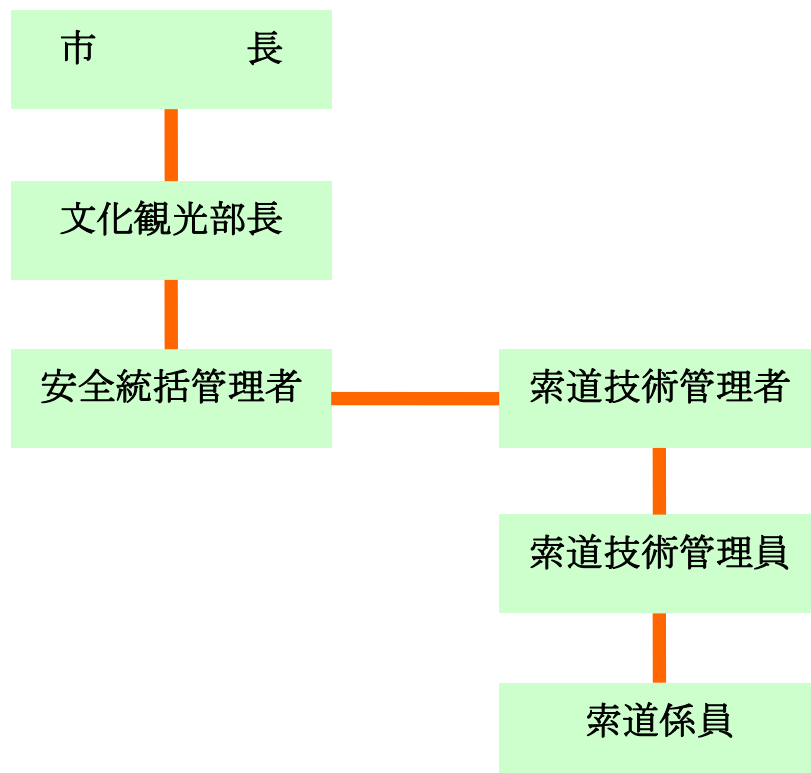 市　　　　長
文化観光部長
安全統括管理者
索道技術管理者
索道技術管理員
索道係員